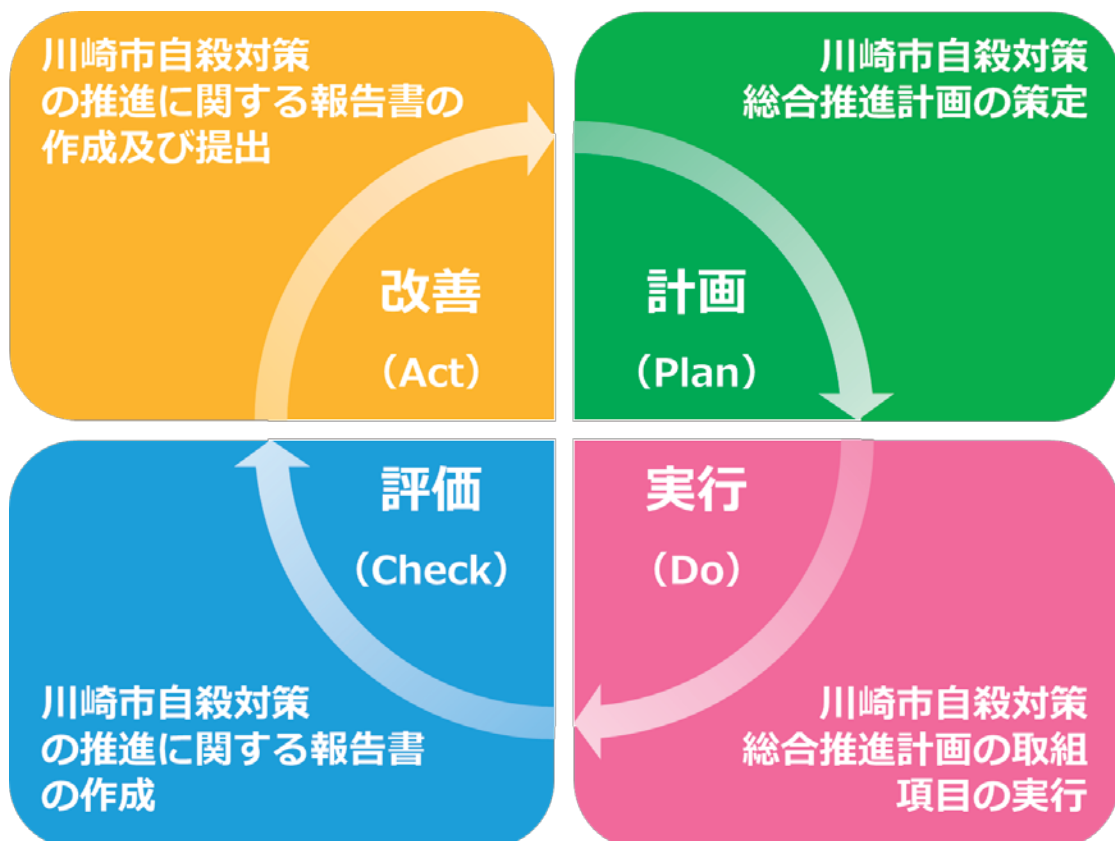 川崎市自殺対策
の推進に関する報告書の
作成及び提出
改善
(Act)
川崎市自殺対策
総合推進計画の策定
計画
(Plan)
評価
(Check)
川崎市自殺対策
の推進に関する報告書
の作成
実行
(Do)
川崎市自殺対策
総合推進計画の取組
項目の実行